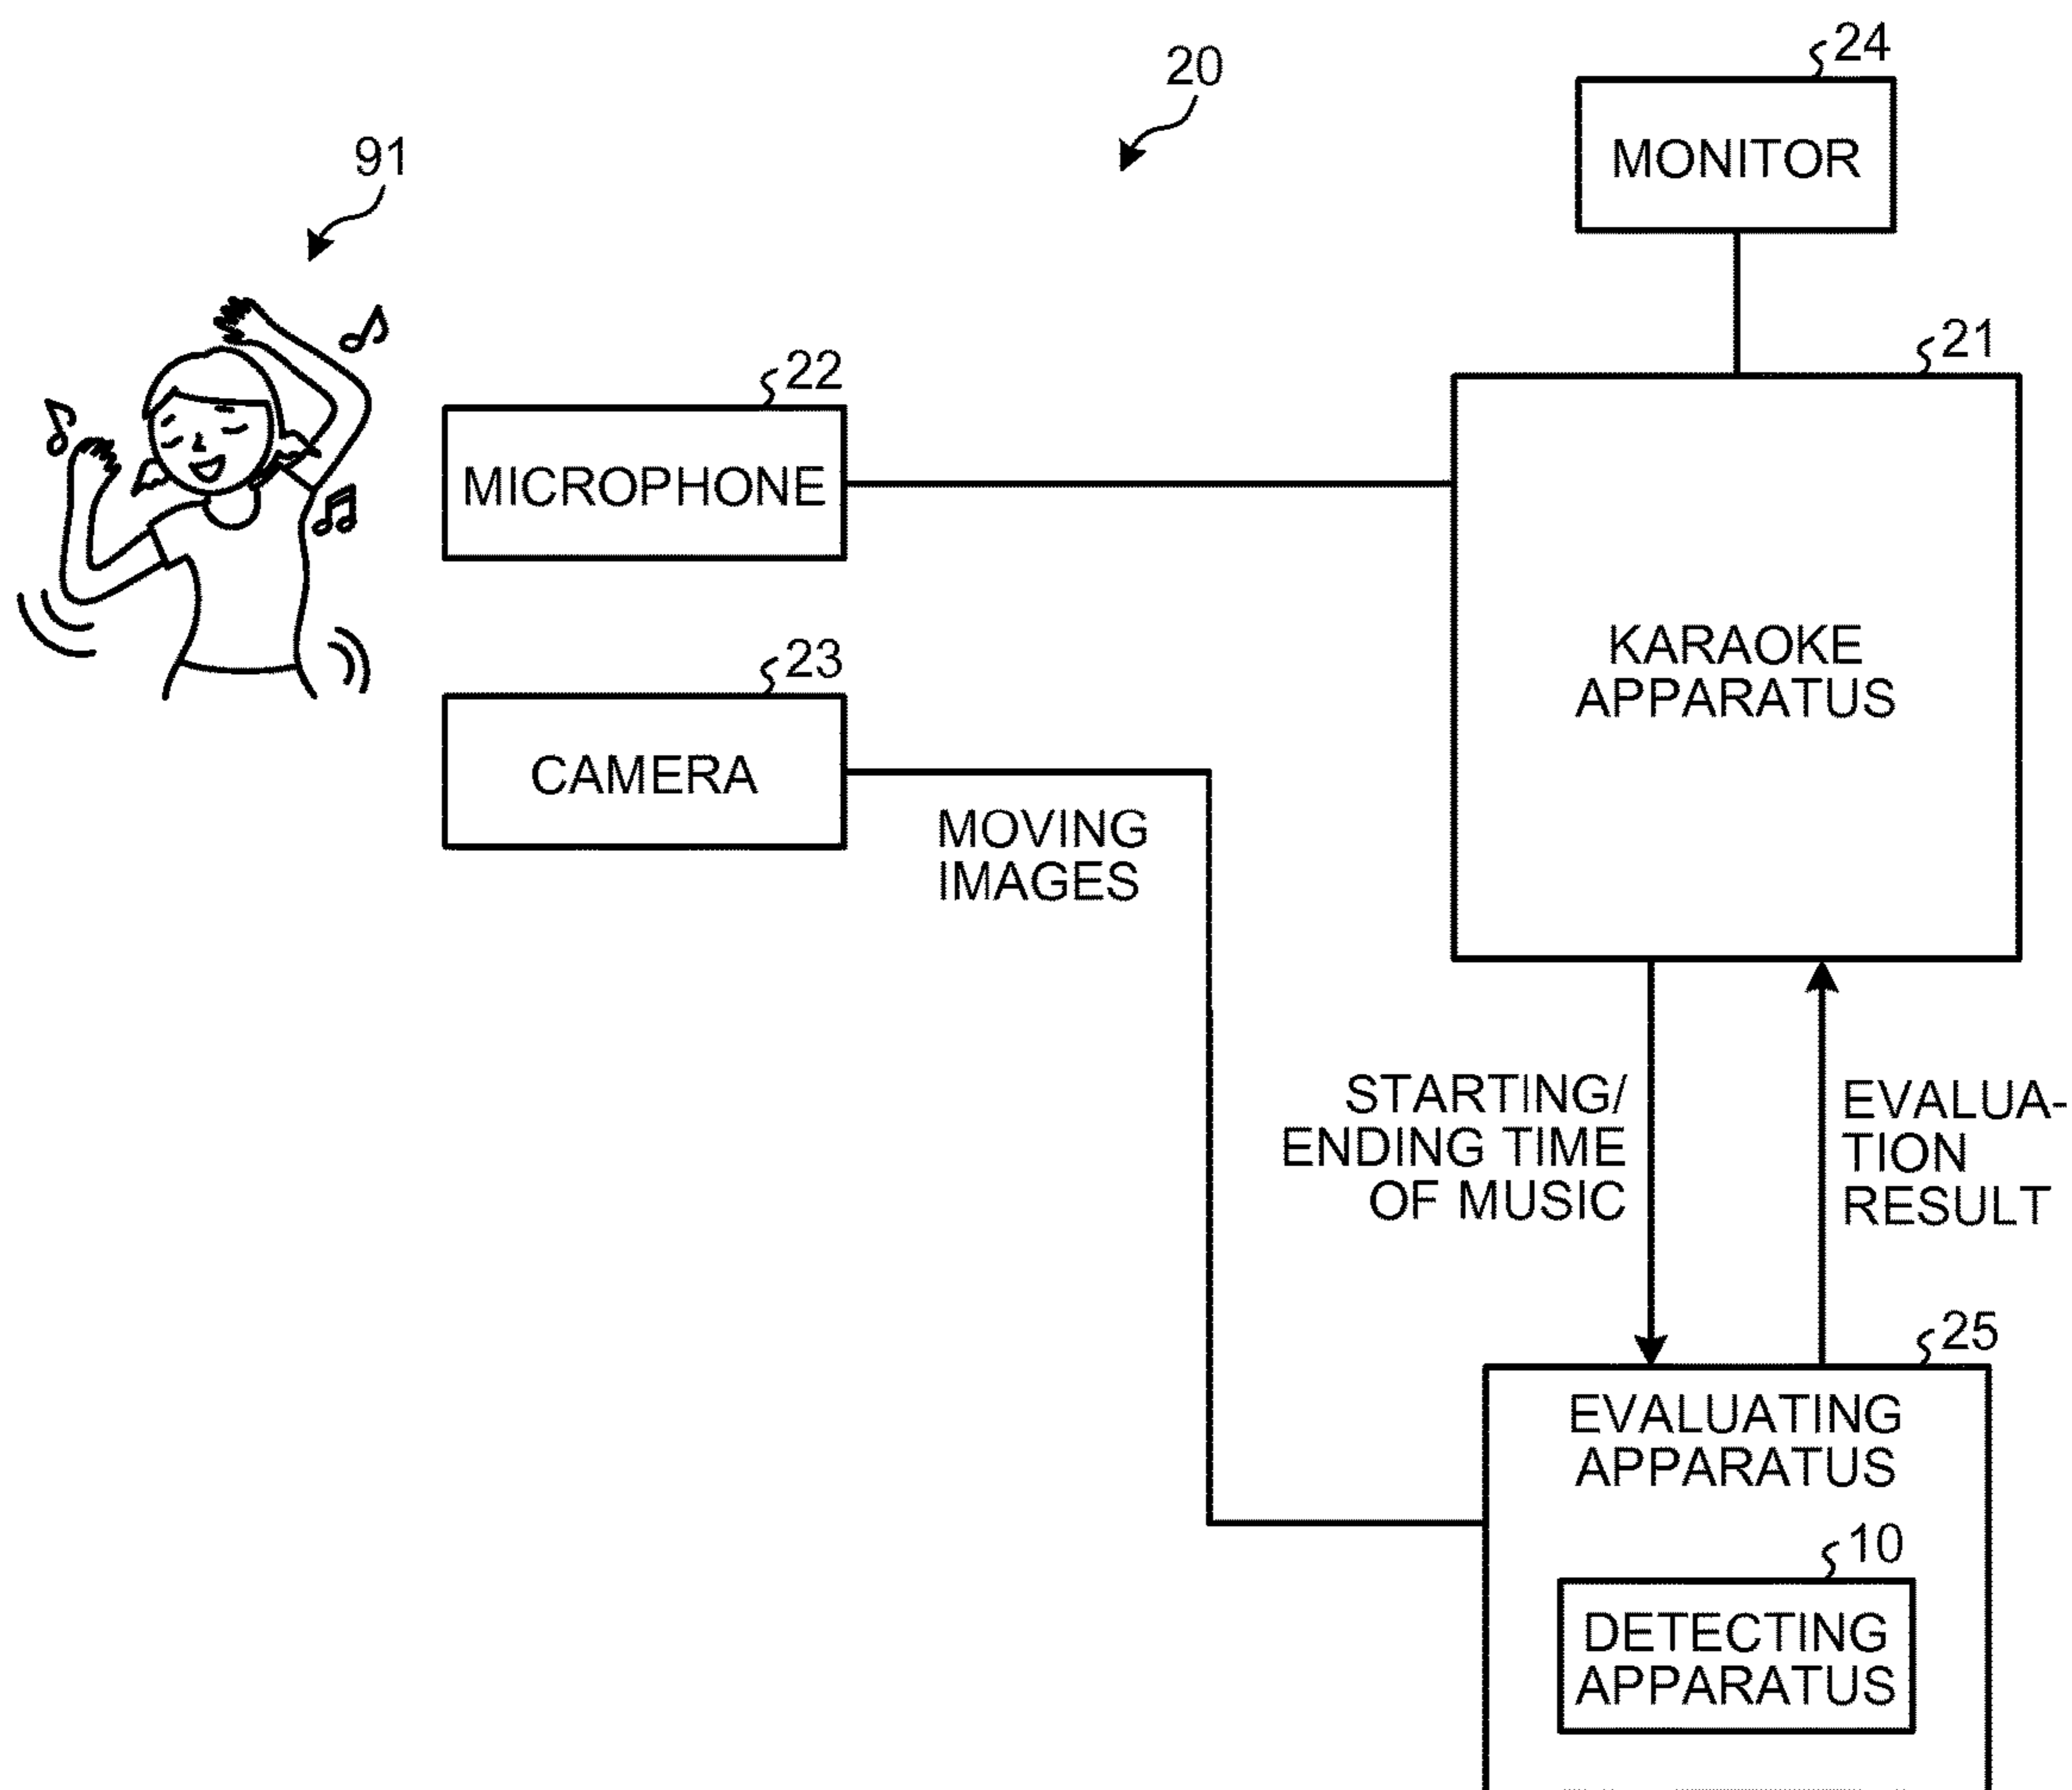 20
24
MONITOR
91
21
22
MICROPHONE
KARAOKE
APPARATUS
23
CAMERA
MOVING
IMAGES
STARTING/
ENDING TIME
OF MUSIC
EVALUA-
TION
RESULT
25
EVALUATING
APPARATUS
10
DETECTING
APPARATUS